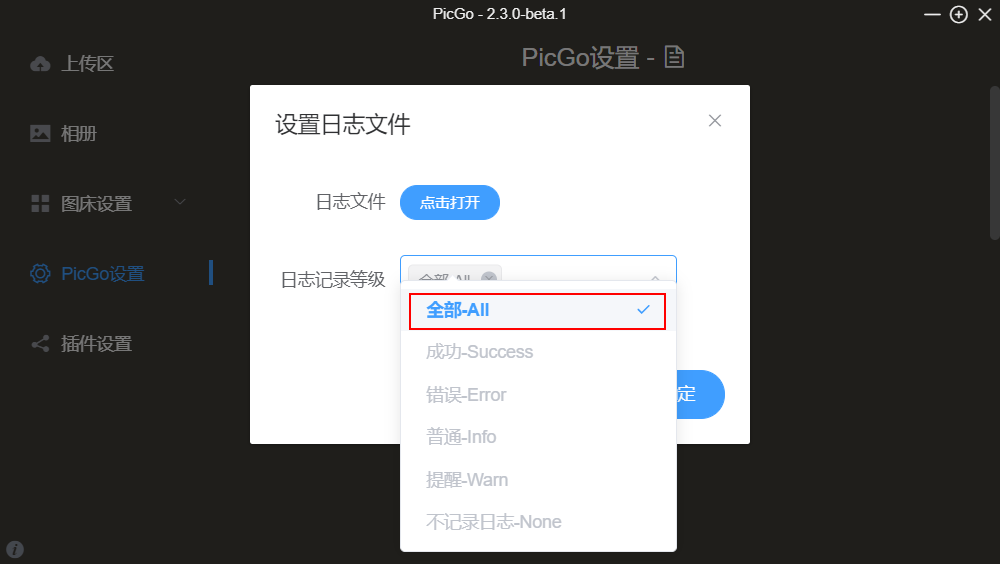 PicGo - 2.3.0-beta.1
PicGo设置 -
上传区
相册
图床设置
PicGo设置
插件设置
设置日志文件
日志文件
点击打开
日志记录等级
全部-All
全部-All
成功-Success
错误-Error
普通-Info
提醒-Warn
不记录日志-None
定